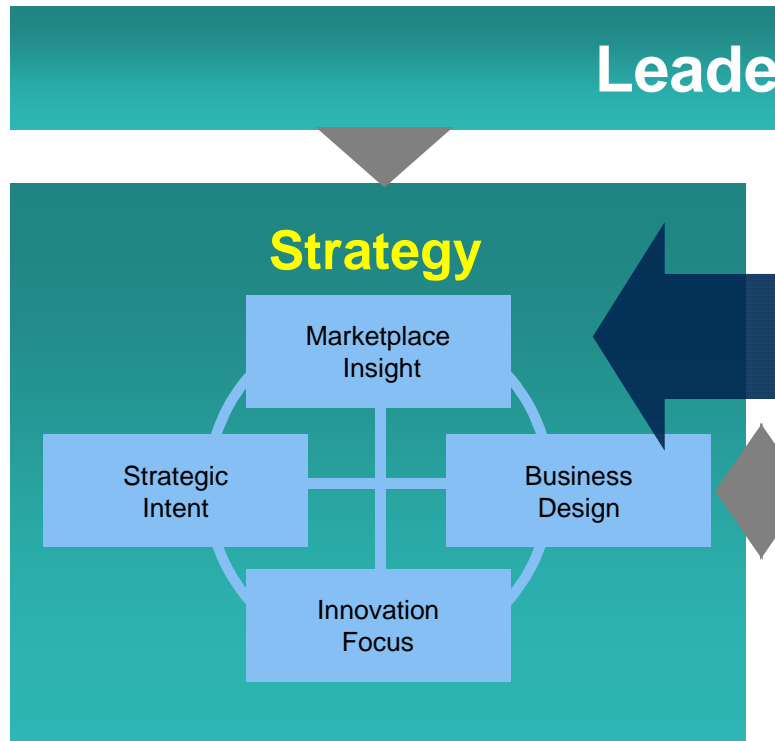 Leade
Strategy
Marketplace
Insight
Strategic
Intent
Business
Design
Innovation
Focus